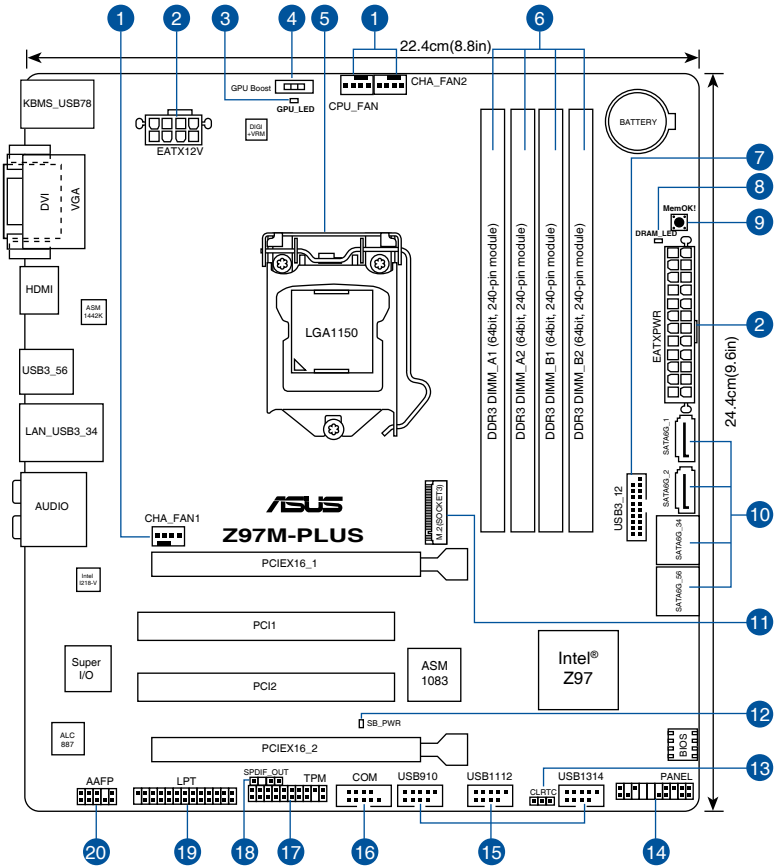 1
2
3
4
5
1
6
22.4cm(8.8in)
KBMS_USB78
GPU Boost
GPU_LED
CPU_FAN
CHA_FAN2
DIGI
+VRM
EATX12V
BATTERY
7
8
9
MemOK!
DRAM_LED
DVI
VGA
HDMI
ASM
1442K
LGA1150
DDR3 DIMM_A1 (64bit, 240-pin module)
DDR3 DIMM_A2 (64bit, 240-pin module)
DDR3 DIMM_B1 (64bit, 240-pin module)
DDR3 DIMM_B2 (64bit, 240-pin module)
EATXPWR
2
24.4cm(9.6in)
USB3_56
LAN_USB3_34
AUDIO
SATA6G_1
SATA6G_2
SATA6G_34
SATA6G_56
10
USB3_12
M.2(SOCKET3)
11
1
CHA_FAN1
ASUS
Z97M-PLUS
PCIEX16_1
Intel
I218-V
PCI1
Super
I/O
PCI2
ASM
1083
Intel®
Z97
12
SB_PWR
ALC
887
PCIEX16_2
BIOS
13
AAFP
LPT
SPDIF_OUT
TPM
COM
USB910
USB1112
CLRTC
USB1314
PANEL
20
19
18
17
16
15
14